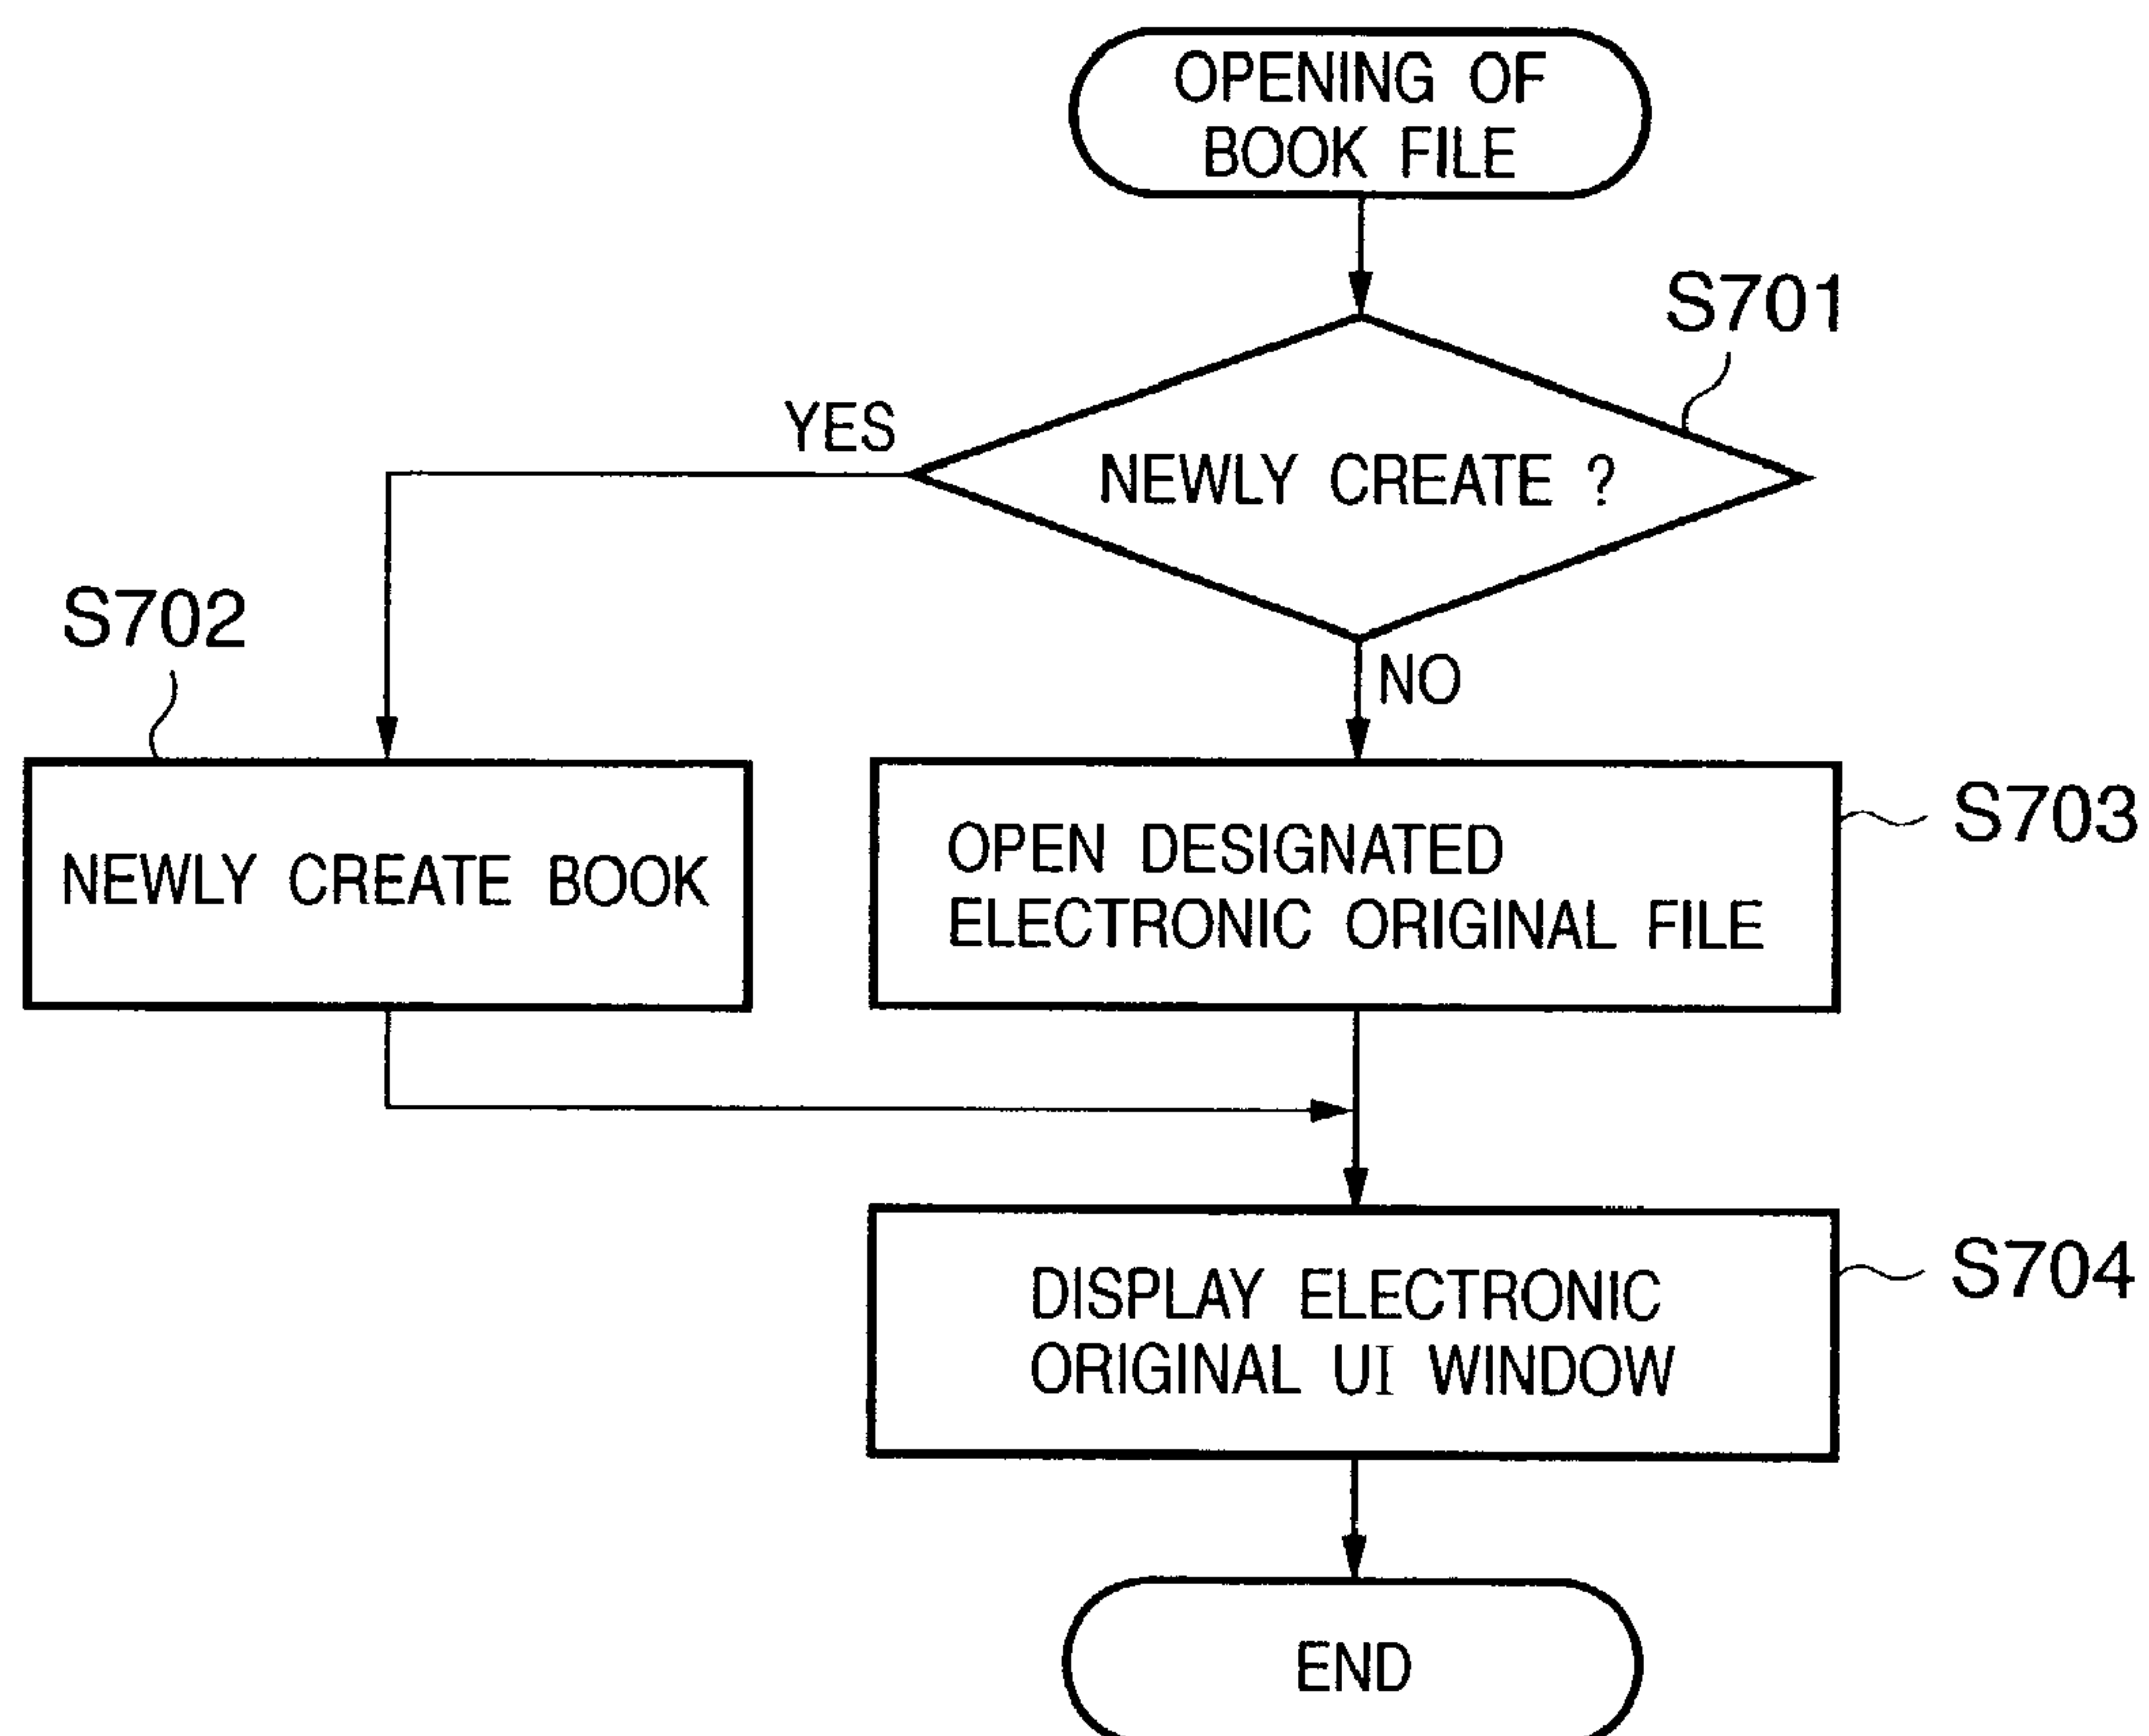 OPENING OF
BOOK FILE
S701
YES
NEWLY CREATE ?
S702
NO
NEWLY CREATE BOOK
OPEN DESIGNATED
ELECTRONIC ORIGINAL FILE
S703
DISPLAY ELECTRONIC
ORIGINAL UI WINDOW
S704
END